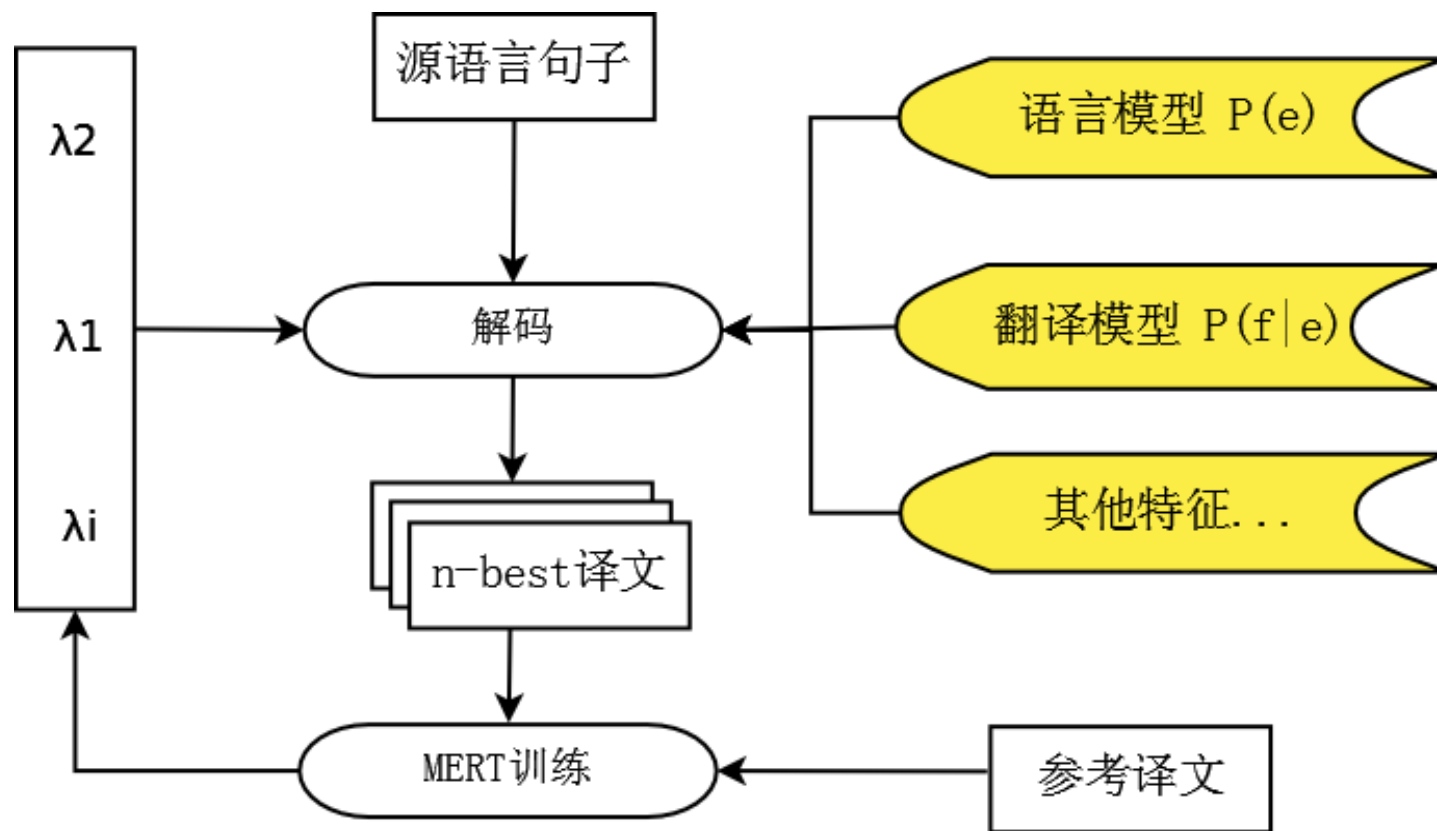 源语言句子
语言模型 P(e)
λ2
解码
翻译模型 P(f|e)
λ1
其他特征...
λi
n-best译文
MERT训练
参考译文